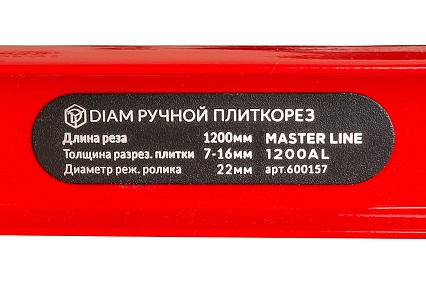 DIAM РУЧНОЙ ПЛИТКОРЕЗ
Длина реза 1200мм MASTER LINE
Толщина разрез. плитки 7-16мм 1200AL
Диаметр реж. ролика 22мм арт.600157